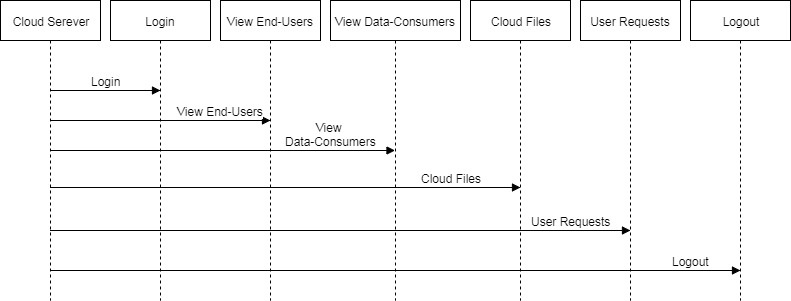 Cloud Serever
Login
View End-Users
View Data-Consumers
Cloud Files
User Requests
Logout
Login
View End-Users
View
Data-Consumers
Cloud Files
User Requests
Logout